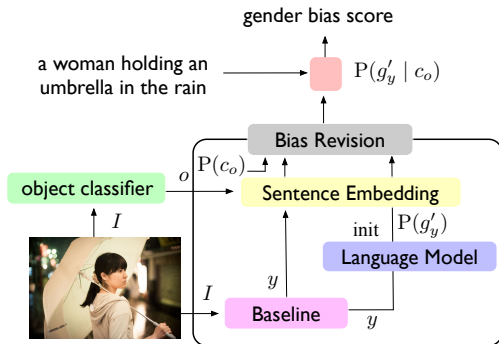 gender bias score
a woman holding an
umbrella in the rain
P(g′_y | c_o)
Bias Revision
P(c_o)
object classifier
o
Sentence Embedding
P(g′_y)
init
I
Language Model
y
I
Baseline
y